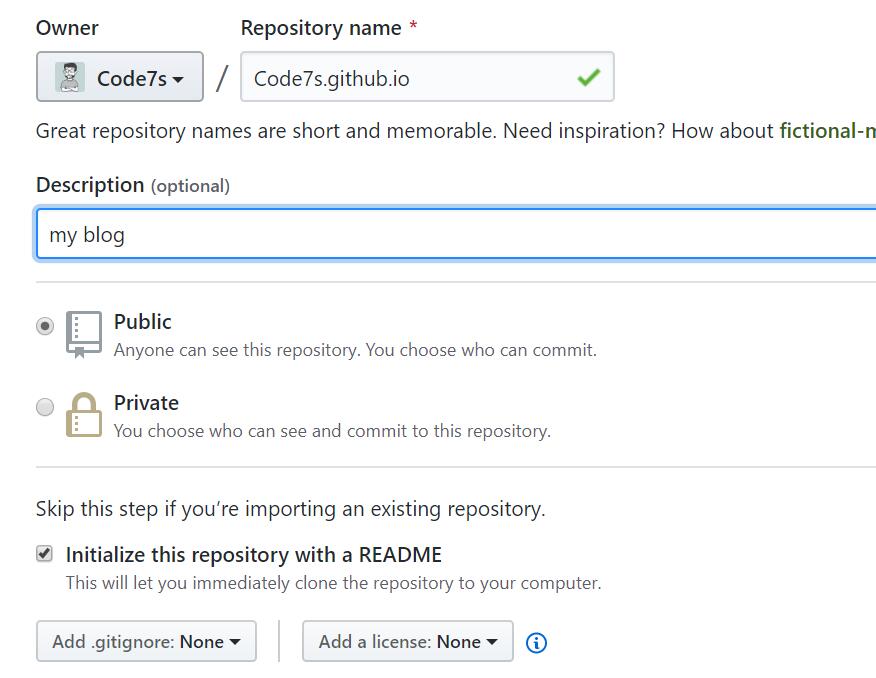 Owner Repository name *
Code7s / Code7s.github.io
Great repository names are short and memorable. Need inspiration? How about fictional-m
Description (optional)
my blog
Public
Anyone can see this repository. You choose who can commit.
Private
You choose who can see and commit to this repository.
Skip this step if you’re importing an existing repository.
Initialize this repository with a README
This will let you immediately clone the repository to your computer.
Add .gitignore: None Add a license: None